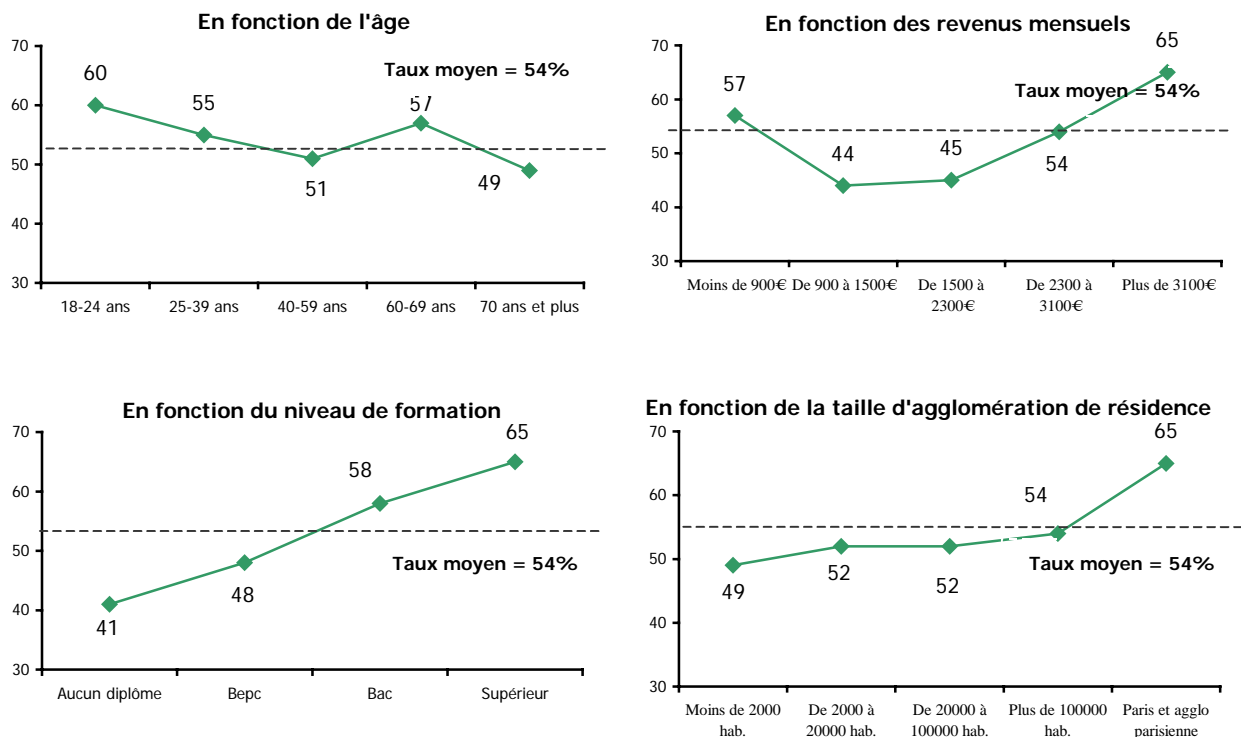 En fonction de l'âge
70
60
50
40
30
60
55
51
57
49
Taux moyen = 54%
18-24 ans
25-39 ans
40-59 ans
60-69 ans
70 ans et plus
En fonction des revenus mensuels
70
60
50
40
30
57
44
45
54
65
Taux moyen = 54%
Moins de 900€
De 900 à 1500€
De 1500 à
2300€
De 2300 à
3100€
Plus de 3100€
En fonction du niveau de formation
70
60
50
40
30
41
48
58
65
Taux moyen = 54%
Aucun diplôme
Bepc
Bac
Supérieur
En fonction de la taille d'agglomération de résidence
70
60
50
40
30
49
52
52
54
65
Taux moyen = 54%
Moins de 2000
hab.
De 2000 à
20000 hab.
De 20000 à
100000 hab.
Plus de 100000
hab.
Paris et agglo
parisienne